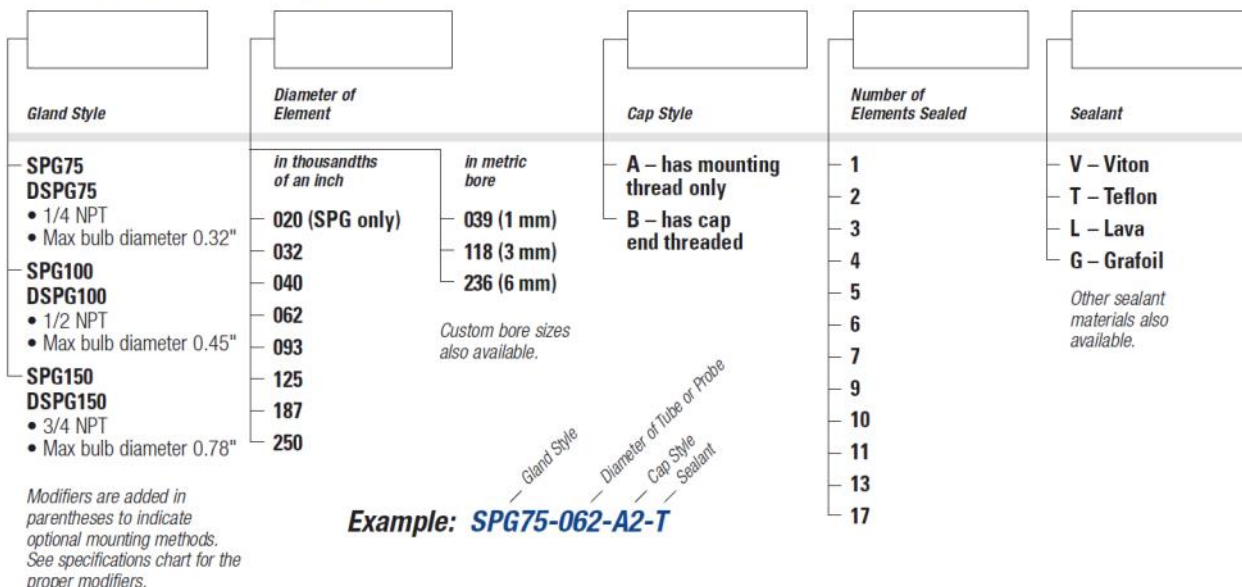 Gland Style
Diameter of
Element
Cap Style
Number of
Elements Sealed
Sealant
SPG75
DSPG75
• 1/4 NPT
• Max bulb diameter 0.32"
SPG100
DSPG100
• 1/2 NPT
• Max bulb diameter 0.45"
SPG150
DSPG150
• 3/4 NPT
• Max bulb diameter 0.78"
Modifiers are added in
parentheses to indicate
optional mounting methods.
See specifications chart for the
proper modifiers.
in thousandths
of an inch
020 (SPG only)
032
040
062
093
125
187
250
in metric
bore
039 (1 mm)
118 (3 mm)
236 (6 mm)
Custom bore sizes
also available.
A – has mounting
thread only
B – has cap
end threaded
1
2
3
4
5
6
7
9
10
11
13
17
V – Viton
T – Teflon
L – Lava
G – Grafoil
Other sealant
materials also
available.
Gland Style
Diameter of Tube or Probe
Cap Style
Sealant
Example: SPG75-062-A2-T